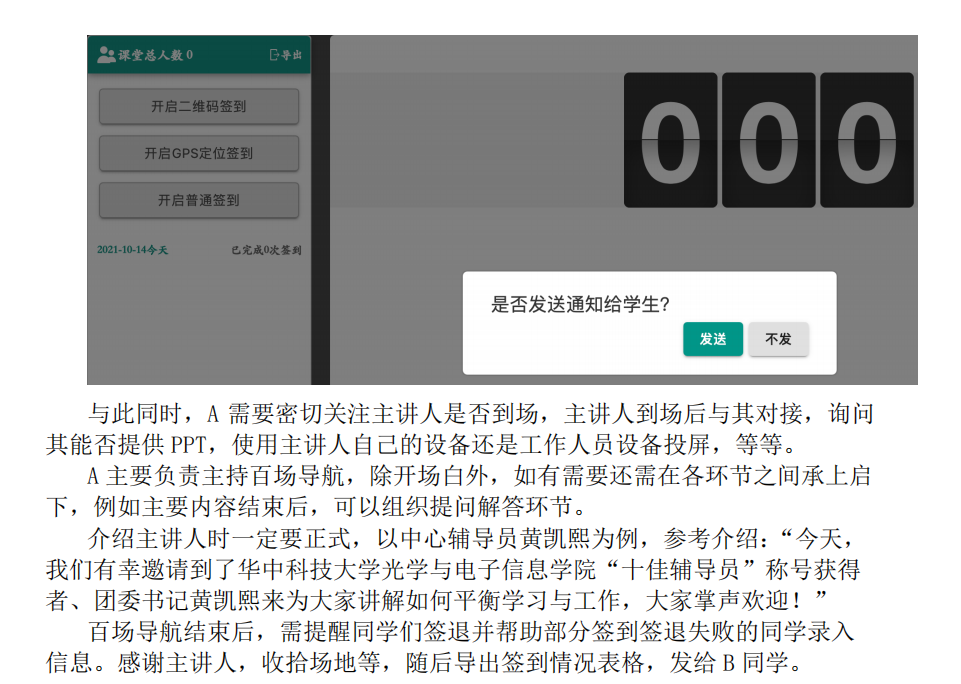 课堂总人数 0 导出
开启二维码签到
开启GPS定位签到
开启普通签到
2021-10-14今天 已完成0次签到
0 0 0
是否发送通知给学生?
发送 不发
与此同时，A 需要密切关注主讲人是否到场，主讲人到场后与其对接，询问
其能否提供 PPT，使用主讲人自己的设备还是工作人员设备投屏，等等。
A 主要负责主持百场导航，除开场白外，如有需要还需在各环节之间承上启
下，例如主要内容结束后，可以组织提问解答环节。
介绍主讲人时一定要正式，以中心辅导员黄凯熙为例，参考介绍：“今天，
我们有幸邀请到了华中科技大学光学与电子信息学院“十佳辅导员”称号获得
者、团委书记黄凯熙来为大家讲解如何平衡学习与工作，大家掌声欢迎！”
百场导航结束后，需提醒同学们签退并帮助部分签到签退失败的同学录入
信息。感谢主讲人，收拾场地等，随后导出签到情况表格，发给 B 同学。